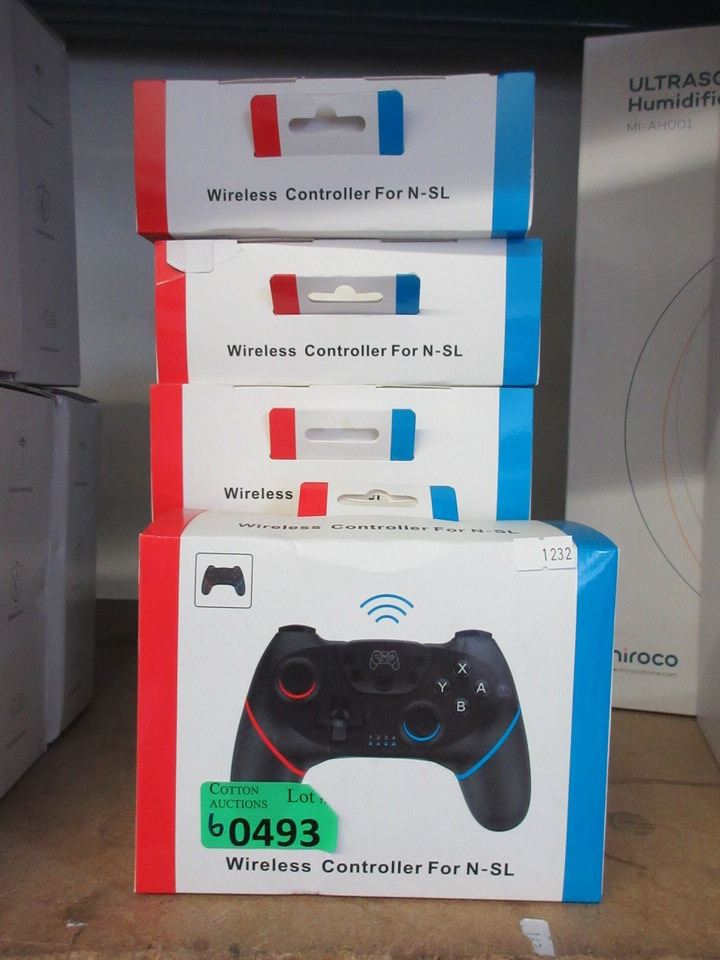 ULTRASO
Humidifi
MI-AH001
Wireless Controller For N-SL
Wireless Controller For N-SL
Wireless
Wireless Controller For N-SL
1232
X
Y A
B
1 2 3 4
niroco
COTTON
AUCTIONS Lot
60493
Wireless Controller For N-SL